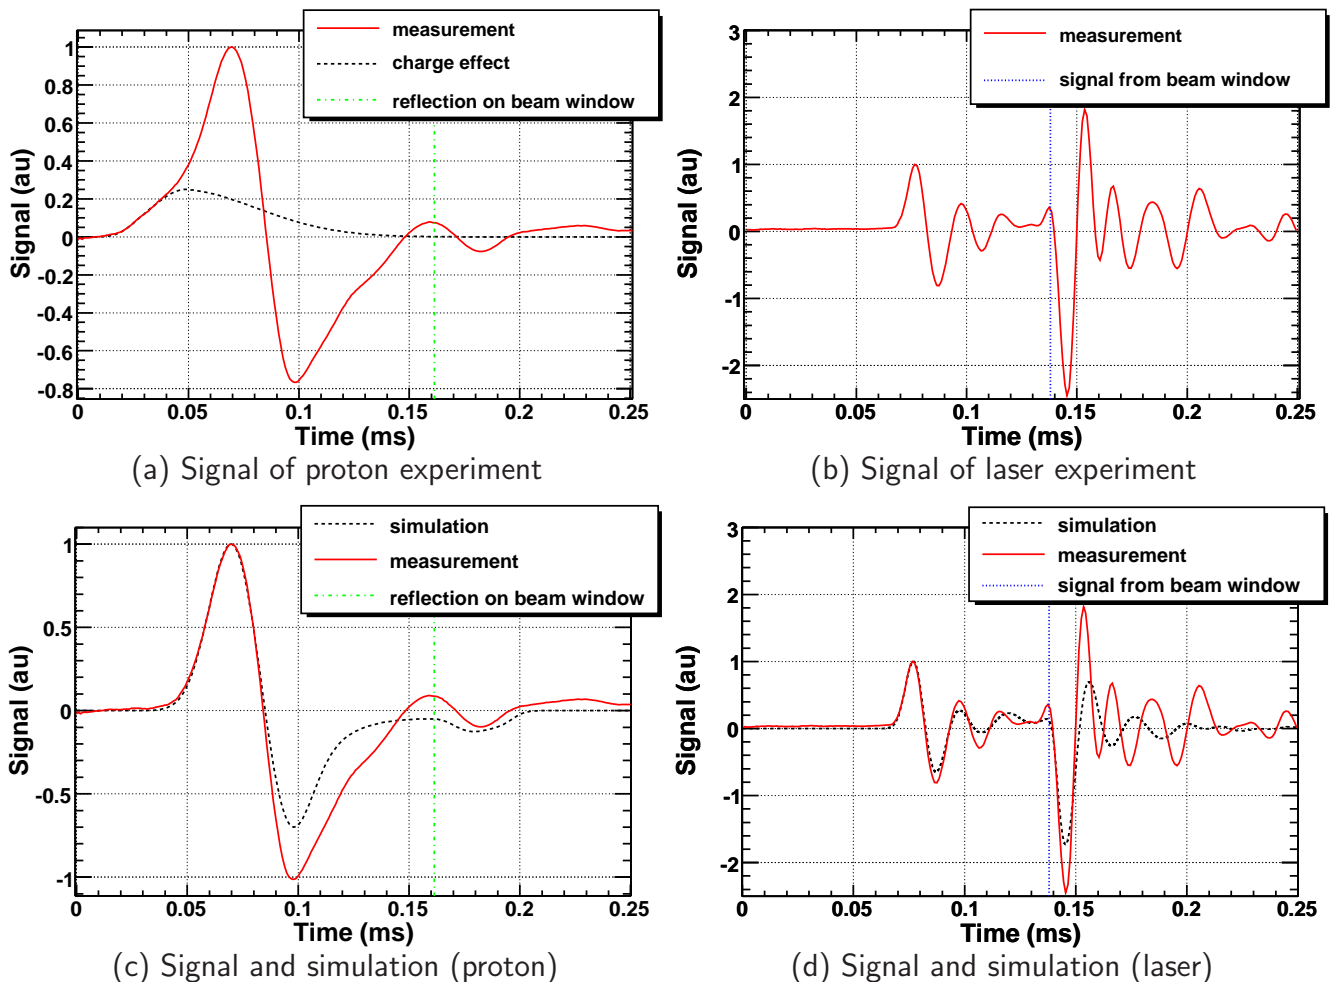 measurement
charge effect
reflection on beam window
Signal (au)
1
0.8
0.6
0.4
0.2
0
-0.2
-0.4
-0.6
-0.8
0 0.05 0.1 0.15 0.2 0.25
Time (ms)
(a) Signal of proton experiment
measurement
signal from beam window
Signal (au)
3
2
1
0
-1
-2
0 0.05 0.1 0.15 0.2 0.25
Time (ms)
(b) Signal of laser experiment
simulation
measurement
reflection on beam window
Signal (au)
1
0.5
0
-0.5
-1
0 0.05 0.1 0.15 0.2 0.25
Time (ms)
(c) Signal and simulation (proton)
simulation
measurement
signal from beam window
Signal (au)
3
2
1
0
-1
-2
0 0.05 0.1 0.15 0.2 0.25
Time (ms)
(d) Signal and simulation (laser)